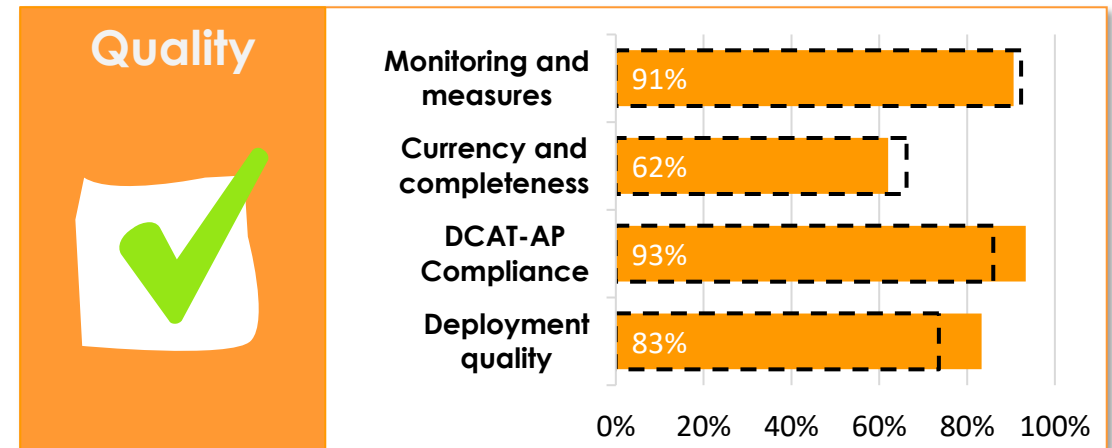 Quality
Monitoring and
measures
91%
Currency and
completeness
62%
DCAT-AP
Compliance
93%
Deployment
quality
83%
0% 20% 40% 60% 80% 100%